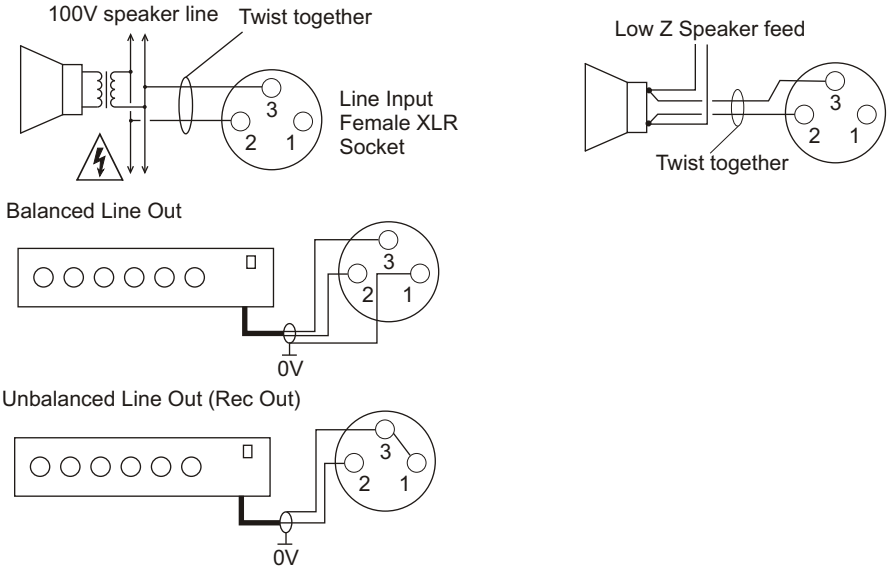 100V speaker line
Twist together
3
2
1
Line Input
Female XLR
Socket
Low Z Speaker feed
3
2
1
Twist together
Balanced Line Out
3
2
1
0V
Unbalanced Line Out (Rec Out)
3
2
1
0V